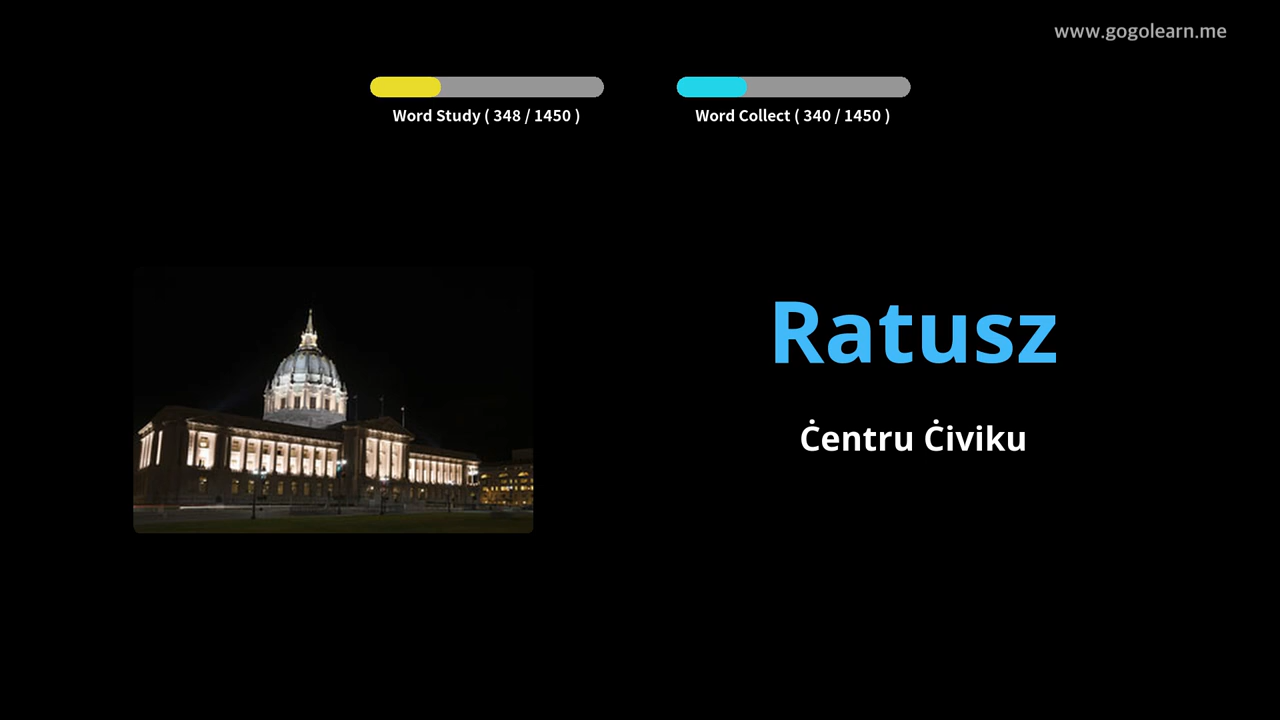 www.gogolearn.me
Word Study ( 348 / 1450 )
Word Collect ( 340 / 1450 )
Ratusz
Ċentru Ċiviku